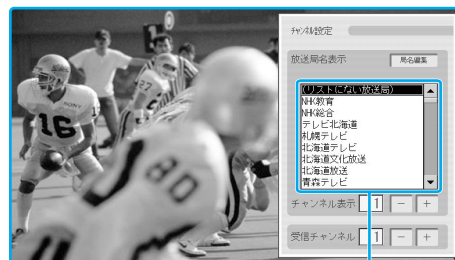 チャンネル設定
放送局名表示
局名編集
(リストにない放送局)
NHK教育
NHK総合
テレビ北海道
札幌テレビ
北海道テレビ
北海道文化放送
北海道放送
青森テレビ
チャンネル表示 1 - +
受信チャンネル 1 - +
SONY
16
27
80